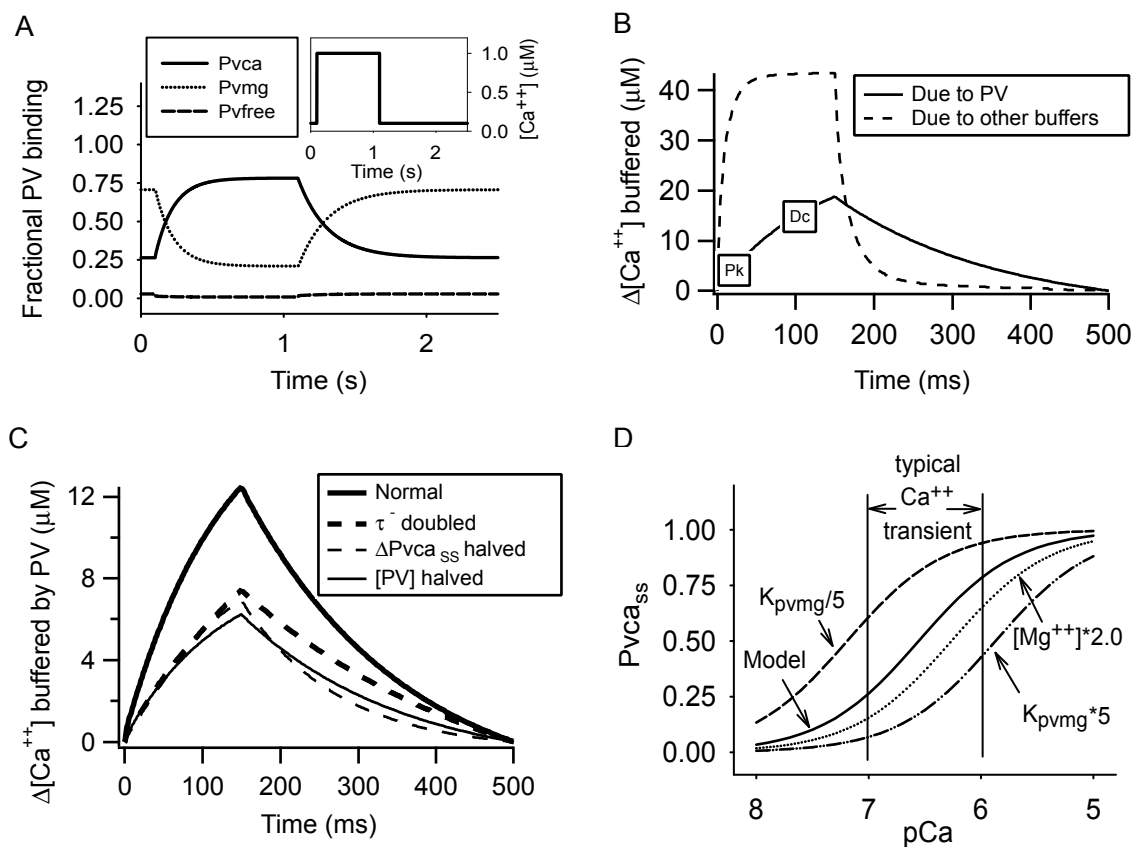 A
Pvca
Pvmg
Pvfree
1.0
0.5
0.0
[Ca++] (μM)
0 1 2
Time (s)
1.25
1.00
0.75
0.50
0.25
0.00
Fractional PV binding
0 1 2
Time (s)
B
Due to PV
Due to other buffers
40
30
20
10
0
Δ[Ca++] buffered (μM)
Pk
Dc
0 100 200 300 400 500
Time (ms)
C
Normal
τ- doubled
ΔPvca SS halved
[PV] halved
12
8
4
0
Δ[Ca++] buffered by PV (μM)
0 100 200 300 400 500
Time (ms)
D
typical
Ca++
transient
1.00
0.75
0.50
0.25
0.00
Pvcass
Kpvmg/5
Model
[Mg++]*2.0
Kpvmg*5
8 7 6 5
pCa